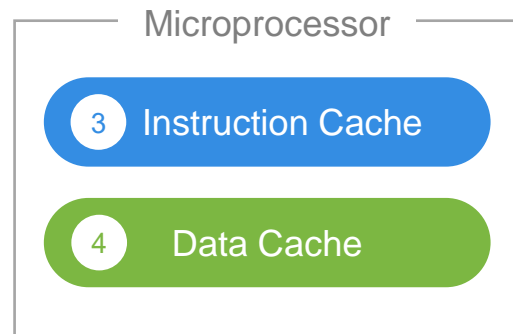 Microprocessor
3 Instruction Cache
4 Data Cache